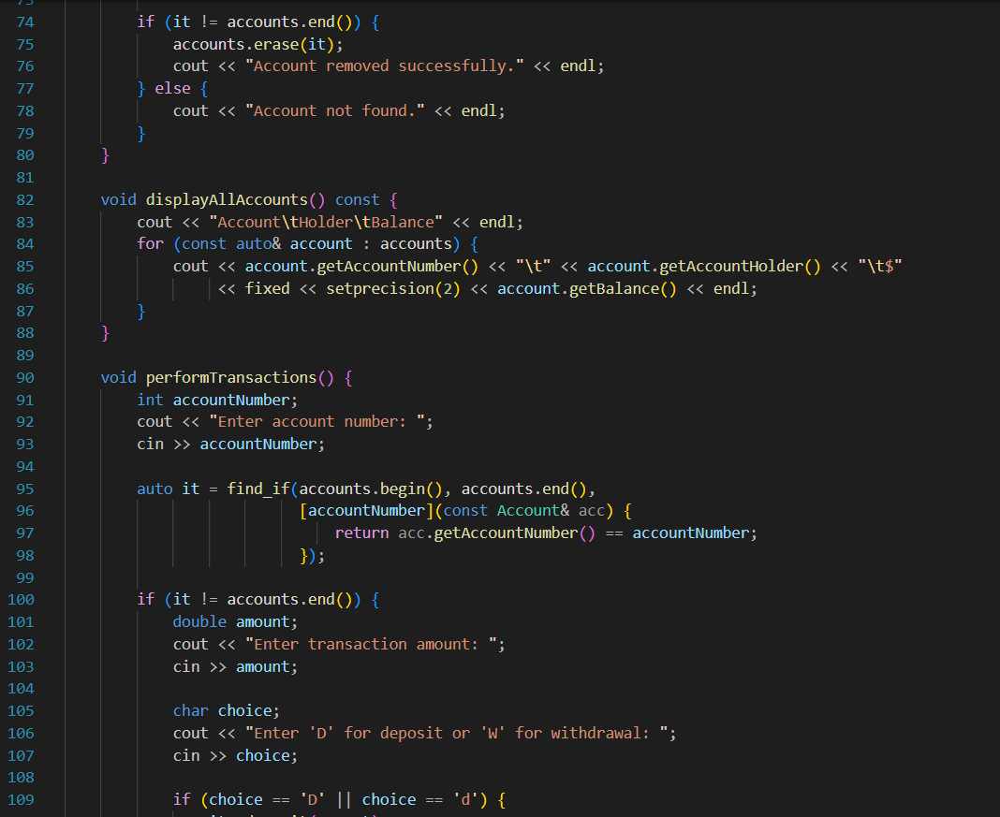 74 if (it != accounts.end()) {
75 accounts.erase(it);
76 cout << "Account removed successfully." << endl;
77 } else {
78 cout << "Account not found." << endl;
79 }
80 }
81
82 void displayAllAccounts() const {
83 cout << "Account\tHolder\tBalance" << endl;
84 for (const auto& account : accounts) {
85 cout << account.getAccountNumber() << "\t" << account.getAccountHolder() << "\t$"
86 << fixed << setprecision(2) << account.getBalance() << endl;
87 }
88 }
89
90 void performTransactions() {
91 int accountNumber;
92 cout << "Enter account number: ";
93 cin >> accountNumber;
94
95 auto it = find_if(accounts.begin(), accounts.end(),
96 [accountNumber](const Account& acc) {
97 return acc.getAccountNumber() == accountNumber;
98 });
99
100 if (it != accounts.end()) {
101 double amount;
102 cout << "Enter transaction amount: ";
103 cin >> amount;
104
105 char choice;
106 cout << "Enter 'D' for deposit or 'W' for withdrawal: ";
107 cin >> choice;
108
109 if (choice == 'D' || choice == 'd') {